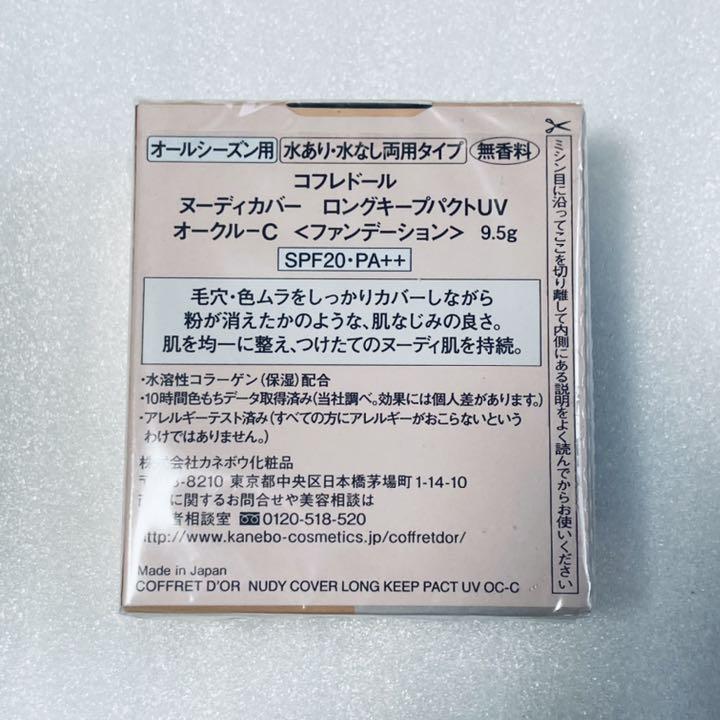 オールシーズン用 水あり・水なし両用タイプ 無香料
コフレドール
ヌーディカバー ロングキープパクトUV
オークルーC <ファンデーション> 9.5g
SPF20・PA++
毛穴・色ムラをしっかりカバーしながら
粉が消えたかのような、肌なじみの良さ。
肌を均一に整え、つけたてのヌーディ肌を持続。
・水溶性コラーゲン(保湿)配合
・10時間色もちデータ取得済み(当社調べ。効果には個人差があります。)
・アレルギーテスト済み(すべての方にアレルギーがおこらないという
わけではありません。)
株式会社カネボウ化粧品
8210 東京都中央区日本橋茅場町1-14-10
に関するお問合せや美容相談は
者相談室 0120-518-520
http://www.kanebo-cosmetics.jp/coffretdor/
Made in Japan
COFFRET D'OR NUDY COVER LONG KEEP PACT UV OC-C
ミシン目に沿ってここを切り離して内側にある説明をよく読んでからお使いください